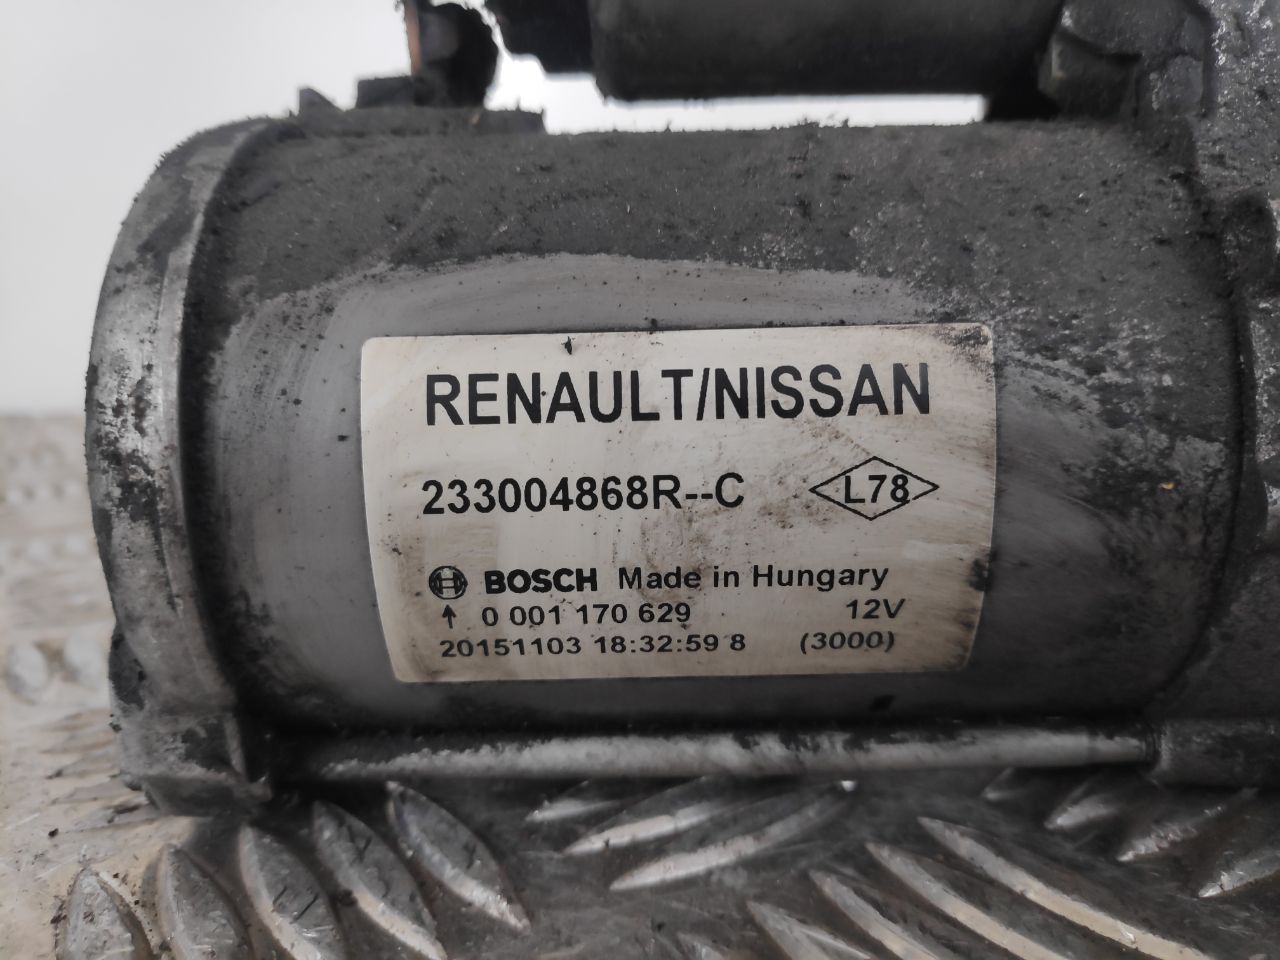 RENAULT/NISSAN
233004868R--C L78
BOSCH Made in Hungary
↑ 0 001 170 629 12V
20151103 18:32:59 8 (3000)